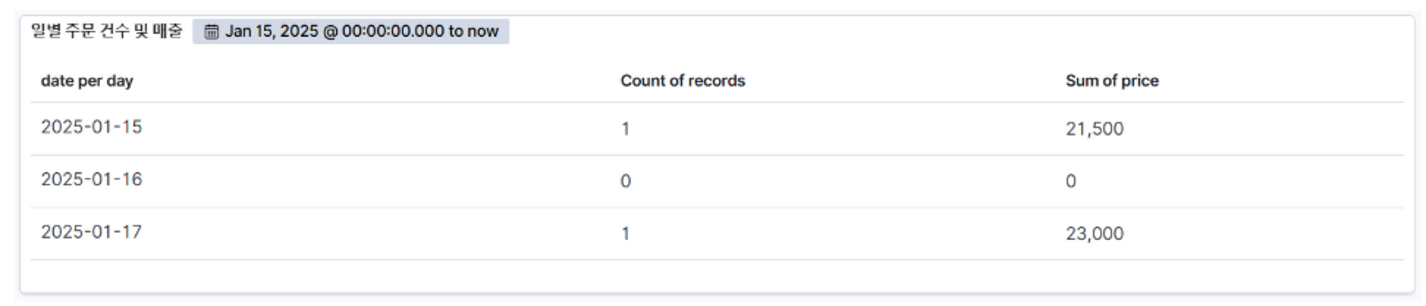 일별 주문 건수 및 매출 Jan 15, 2025 @ 00:00:00.000 to now
date per day Count of records Sum of price
2025-01-15 1 21,500
2025-01-16 0 0
2025-01-17 1 23,000